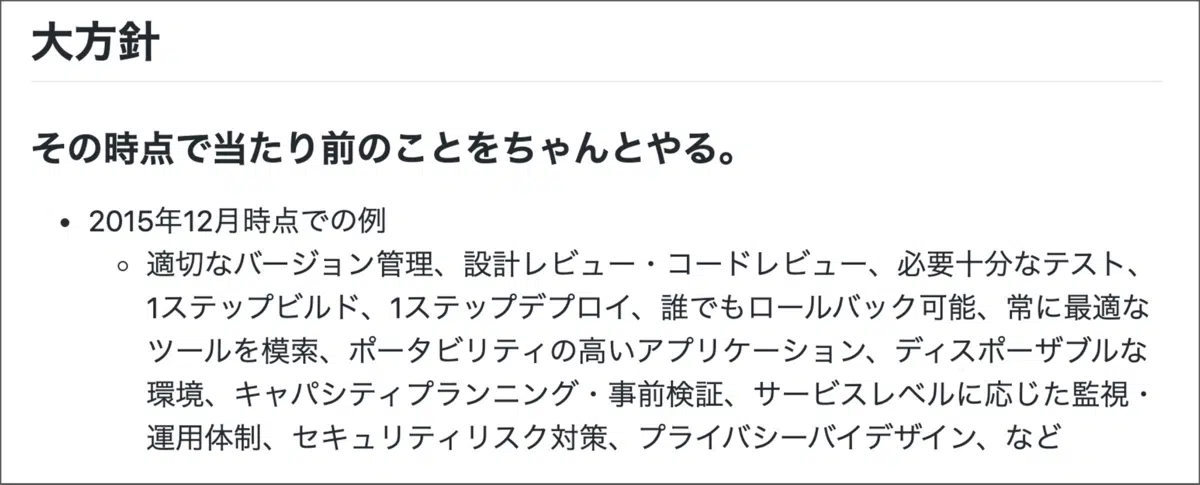 大方針
その時点で当たり前のことをちゃんとやる。
• 2015年12月時点での例
○ 適切なバージョン管理、設計レビュー・コードレビュー、必要十分なテスト、
1ステップビルド、1ステップデプロイ、誰でもロールバック可能、常に最適な
ツールを模索、ポータビリティの高いアプリケーション、ディスポーザブルな
環境、キャパシティプランニング・事前検証、サービスレベルに応じた監視・
運用体制、セキュリティリスク対策、プライバシーバイデザイン、など